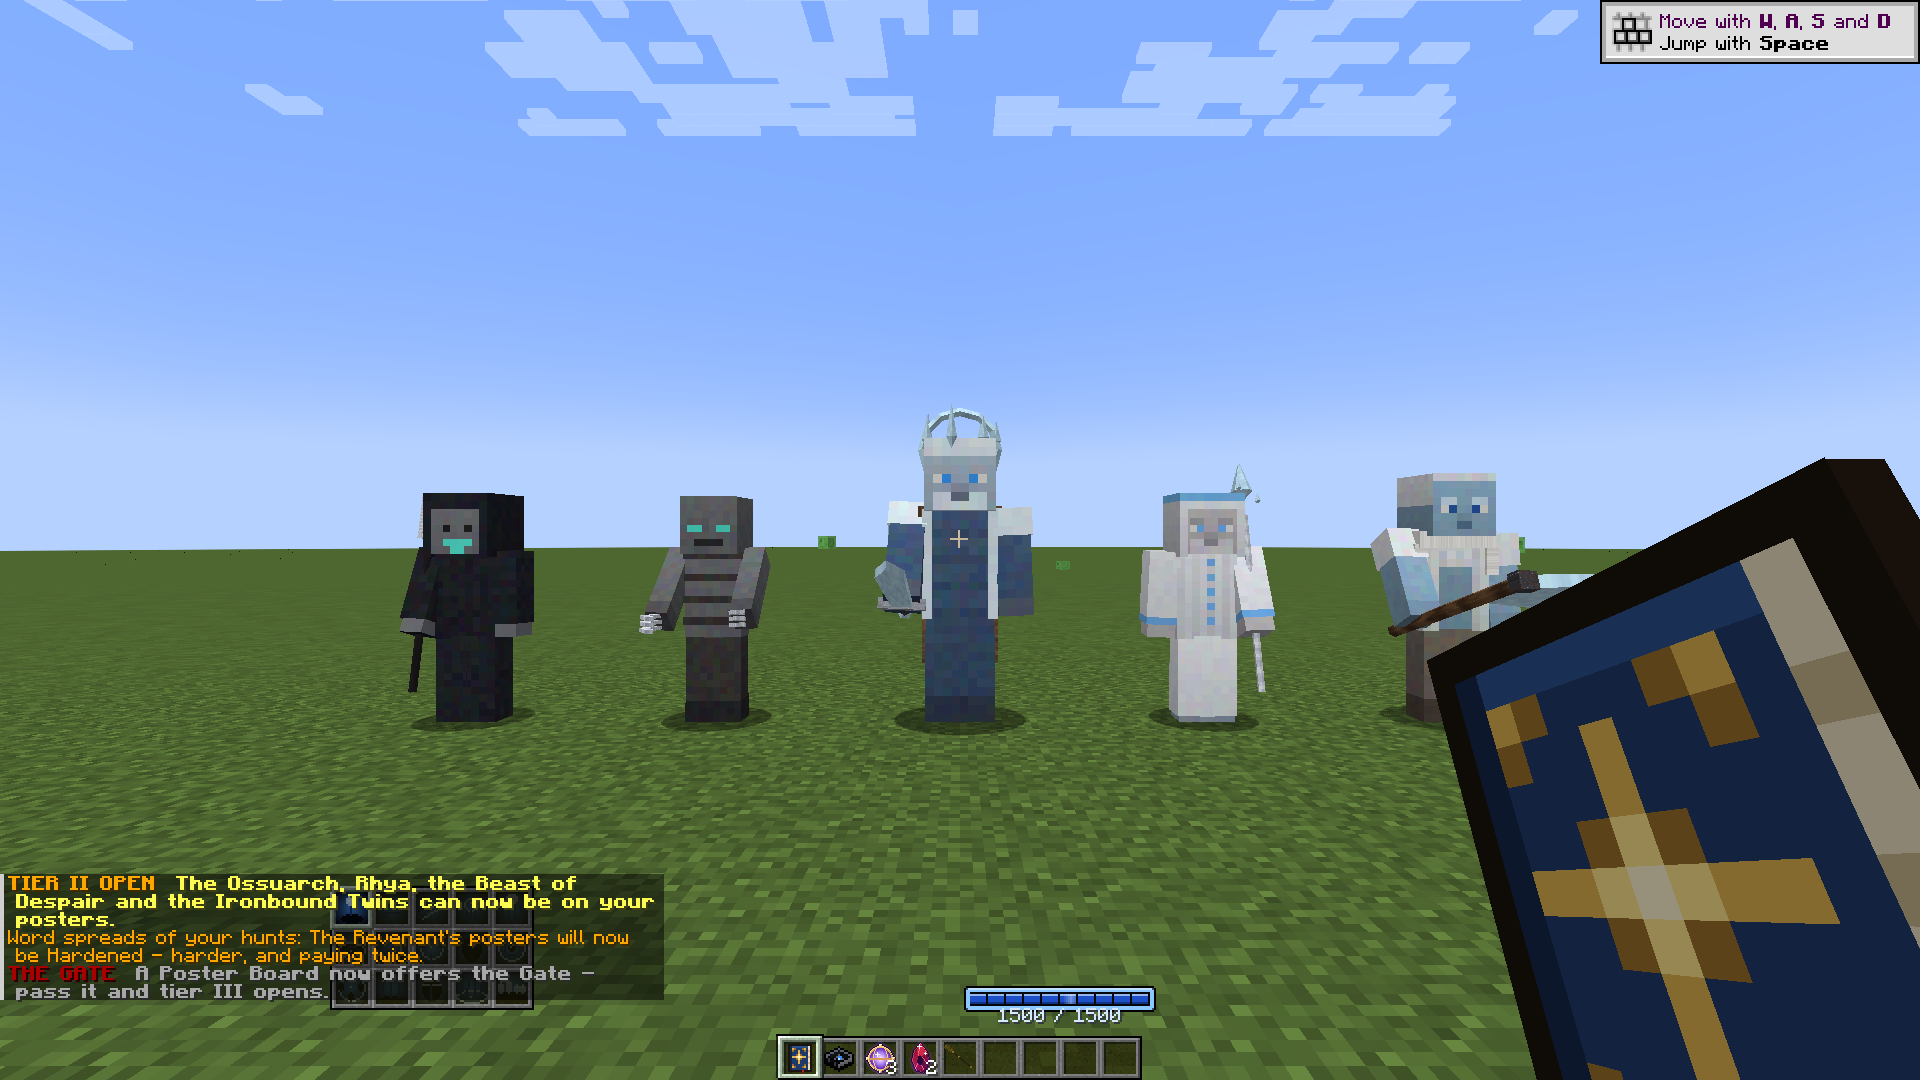 Move with W, A, S and D
Jump with Space
TIER II OPEN The Ossuarch, Rhya, the Beast of
Despair and the Ironbound Twins can now be on your
posters.
Word spreads of your hunts: The Revenant's posters will now
be Hardened - harder, and paying twice.
THE GATE A Poster Board now offers the Gate -
pass it and tier III opens.
1500 / 1500
3
2